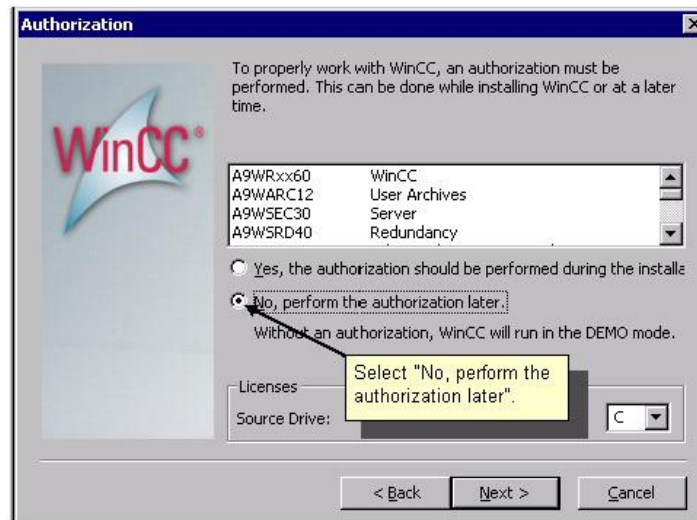 Authorization
To properly work with WinCC, an authorization must be
performed. This can be done while installing WinCC or at a later
time.
WinCC®
A9WRxx60 WinCC
A9WARC12 User Archives
A9WSEC30 Server
A9WSRD40 Redundancy
Yes, the authorization should be performed during the installa
No, perform the authorization later.
Without an authorization, WinCC will run in the DEMO mode.
Select "No, perform the
authorization later".
Licenses
Source Drive:
C
< Back
Next >
Cancel